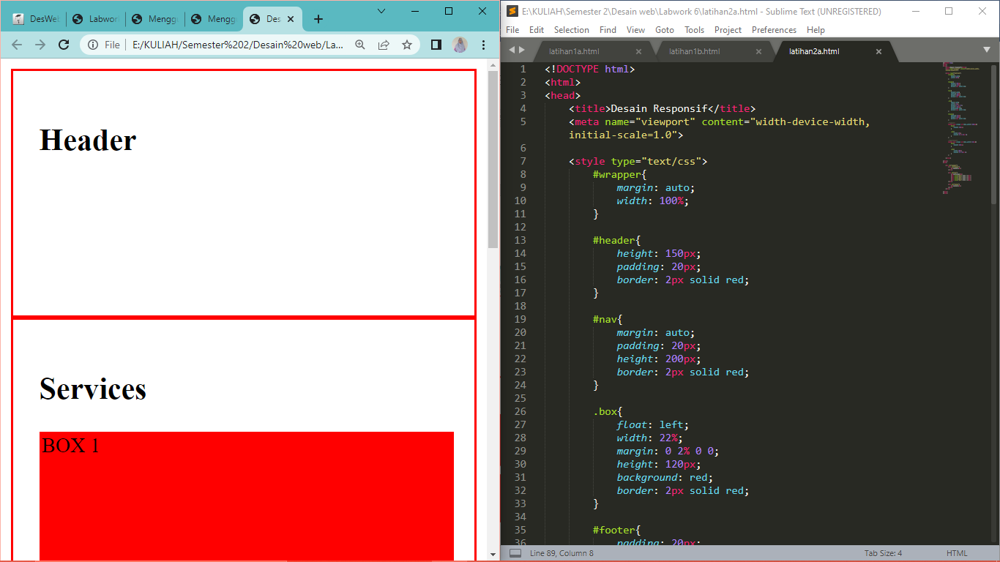 DesWeb
Labwor
Mengg
Mengg
Des
File
E:/KULIAH/Semester%202/Desain%20web/La...
Header
Services
BOX 1
E:\KULIAH\Semester 2\Desain web\Labwork 6\latihan2a.html - Sublime Text (UNREGISTERED)
File Edit Selection Find View Goto Tools Project Preferences Help
latihan1a.html latihan1b.html latihan2a.html
1 <!DOCTYPE html>
2 <html>
3 <head>
4 <title>Desain Responsif</title>
5 <meta name="viewport" content="width-device-width,
initial-scale=1.0">
6
7 <style type="text/css">
8 #wrapper{
9 margin: auto;
10 width: 100%;
11 }
12
13 #header{
14 height: 150px;
15 padding: 20px;
16 border: 2px solid red;
17 }
18
19 #nav{
20 margin: auto;
21 padding: 20px;
22 height: 200px;
23 border: 2px solid red;
24 }
25
26 .box{
27 float: left;
28 width: 22%;
29 margin: 0 2% 0 0;
30 height: 120px;
31 background: red;
32 border: 2px solid red;
33 }
34
35 #footer{
36 padding: 20px;
Line 89, Column 8
Tab Size: 4
HTML